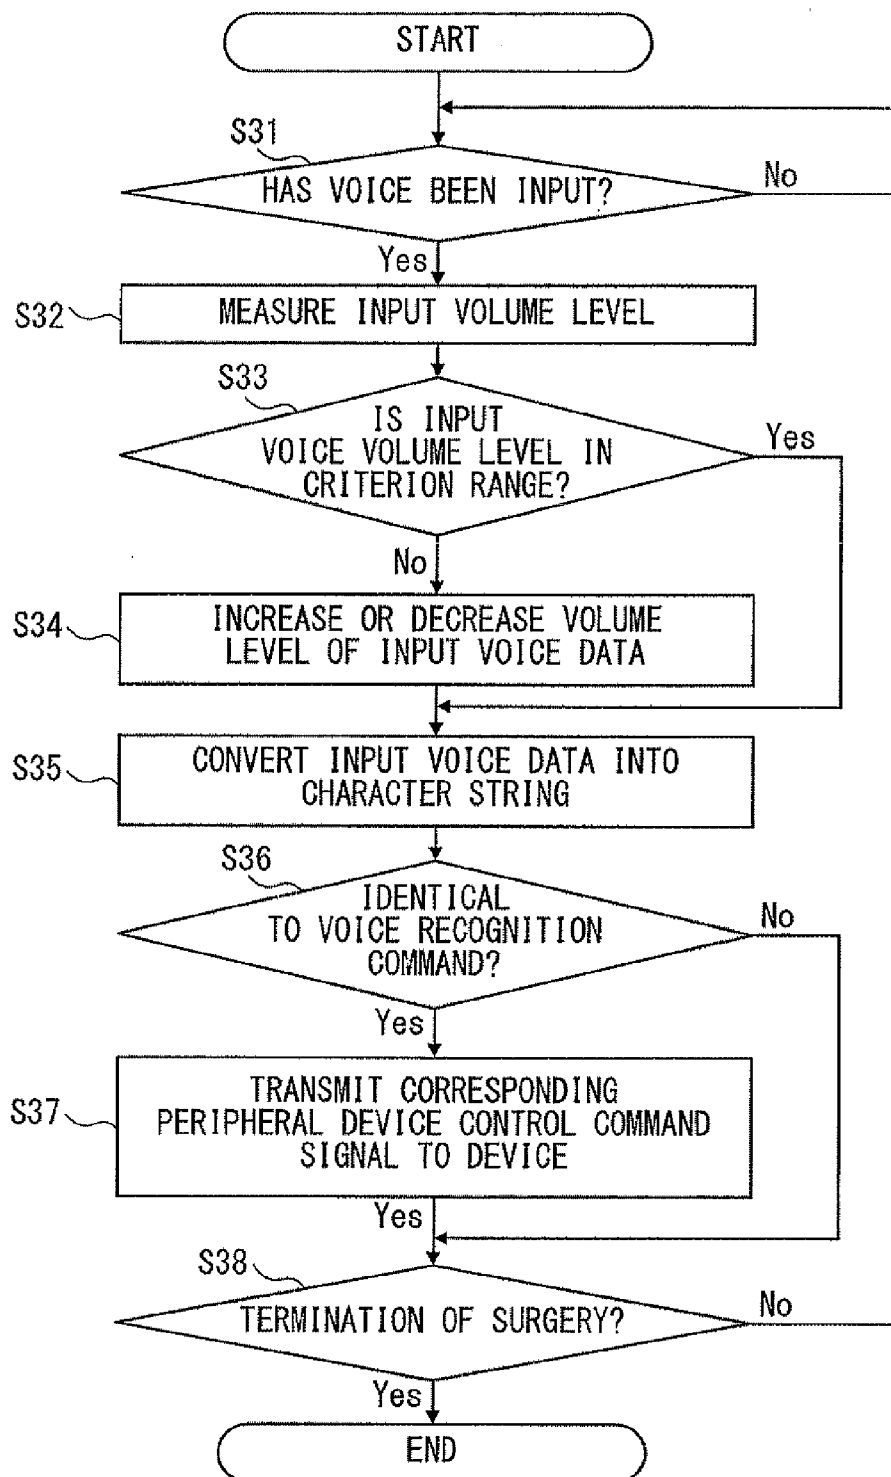 START
S31
HAS VOICE BEEN INPUT?
No
Yes
S32
MEASURE INPUT VOLUME LEVEL
S33
IS INPUT
VOICE VOLUME LEVEL IN
CRITERION RANGE?
Yes
No
S34
INCREASE OR DECREASE VOLUME
LEVEL OF INPUT VOICE DATA
S35
CONVERT INPUT VOICE DATA INTO
CHARACTER STRING
S36
IDENTICAL
TO VOICE RECOGNITION
COMMAND?
No
Yes
S37
TRANSMIT CORRESPONDING
PERIPHERAL DEVICE CONTROL COMMAND
SIGNAL TO DEVICE
Yes
S38
TERMINATION OF SURGERY?
No
Yes
END